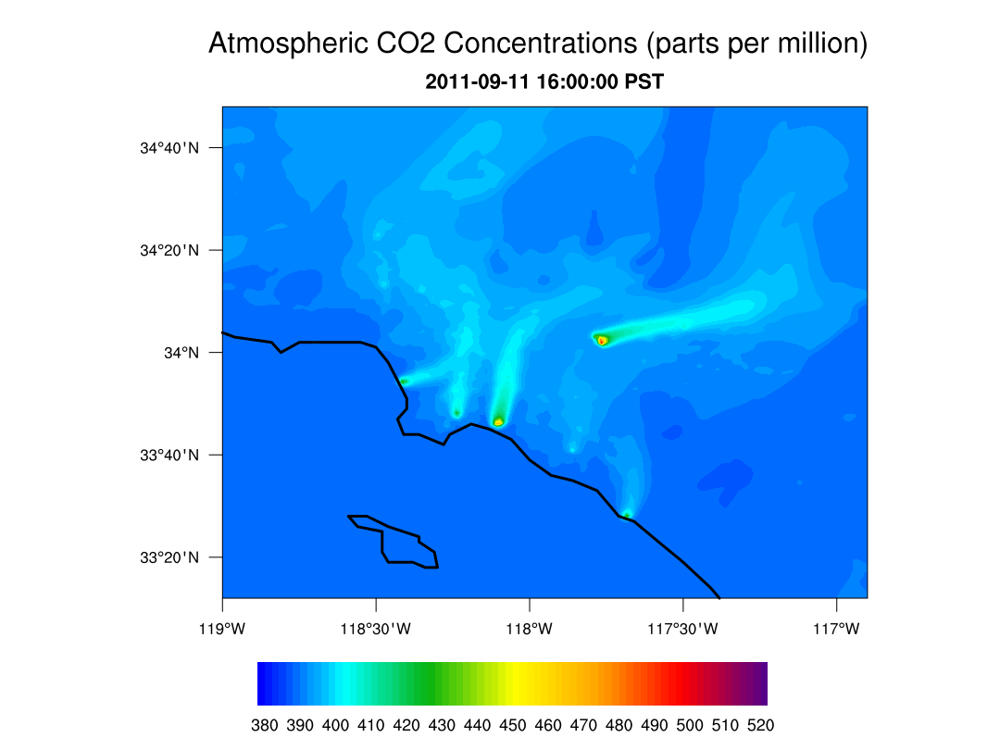 Atmospheric CO2 Concentrations (parts per million)
2011-09-11 16:00:00 PST
34°40'N
34°20'N
34°N
33°40'N
33°20'N
119°W 118°30'W 118°W 117°30'W 117°W
380 390 400 410 420 430 440 450 460 470 480 490 500 510 520